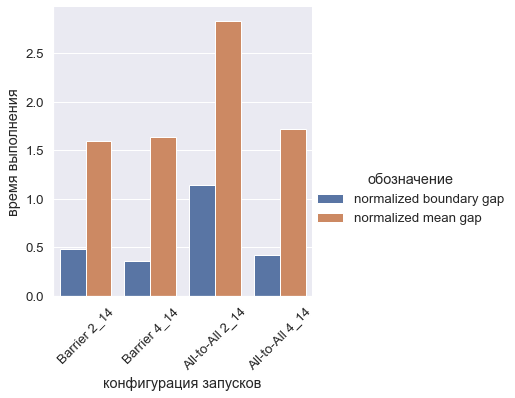 время выполнения
2.5
2.0
1.5
1.0
0.5
0.0
Barrier 2_14
Barrier 4_14
All-to-All 2_14
All-to-All 4_14
конфигурация запусков
обозначение
normalized boundary gap
normalized mean gap